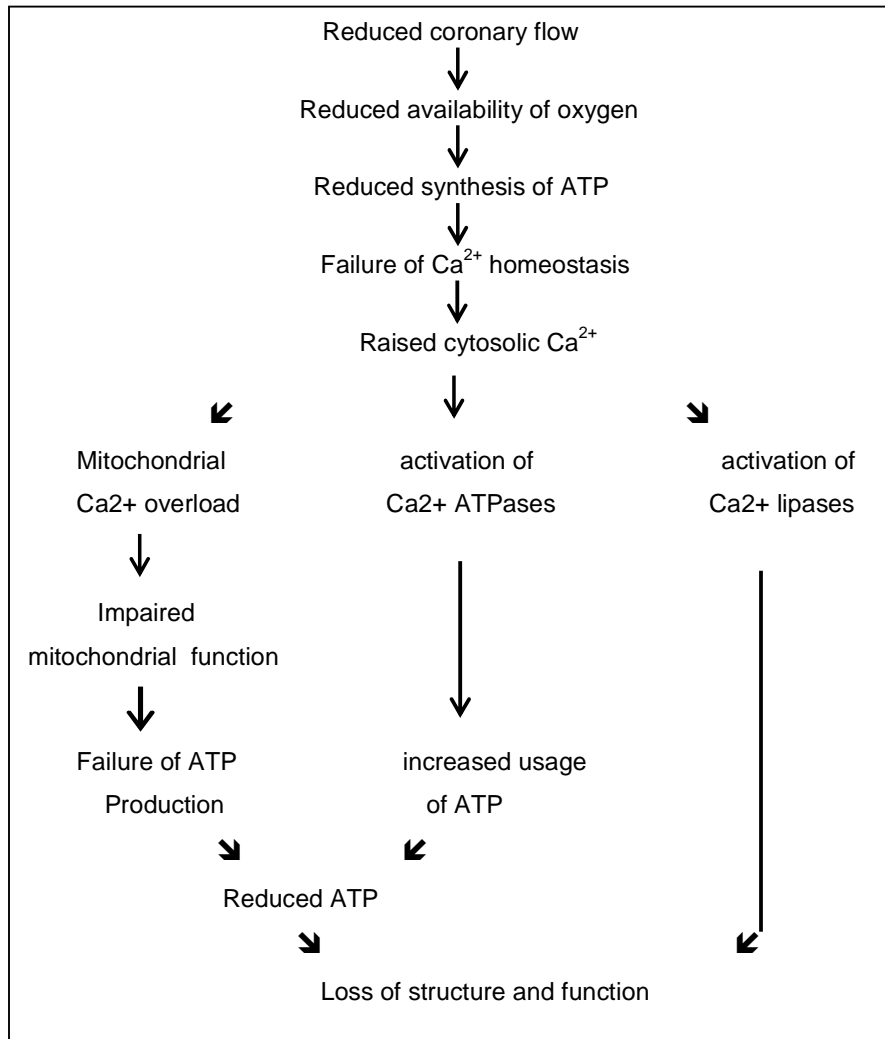 Reduced coronary flow
Reduced availability of oxygen
Reduced synthesis of ATP
Failure of Ca²⁺ homeostasis
Raised cytosolic Ca²⁺
Mitochondrial
Ca2+ overload
activation of
Ca2+ ATPases
activation of
Ca2+ lipases
Impaired
mitochondrial function
Failure of ATP
Production
increased usage
of ATP
Reduced ATP
Loss of structure and function